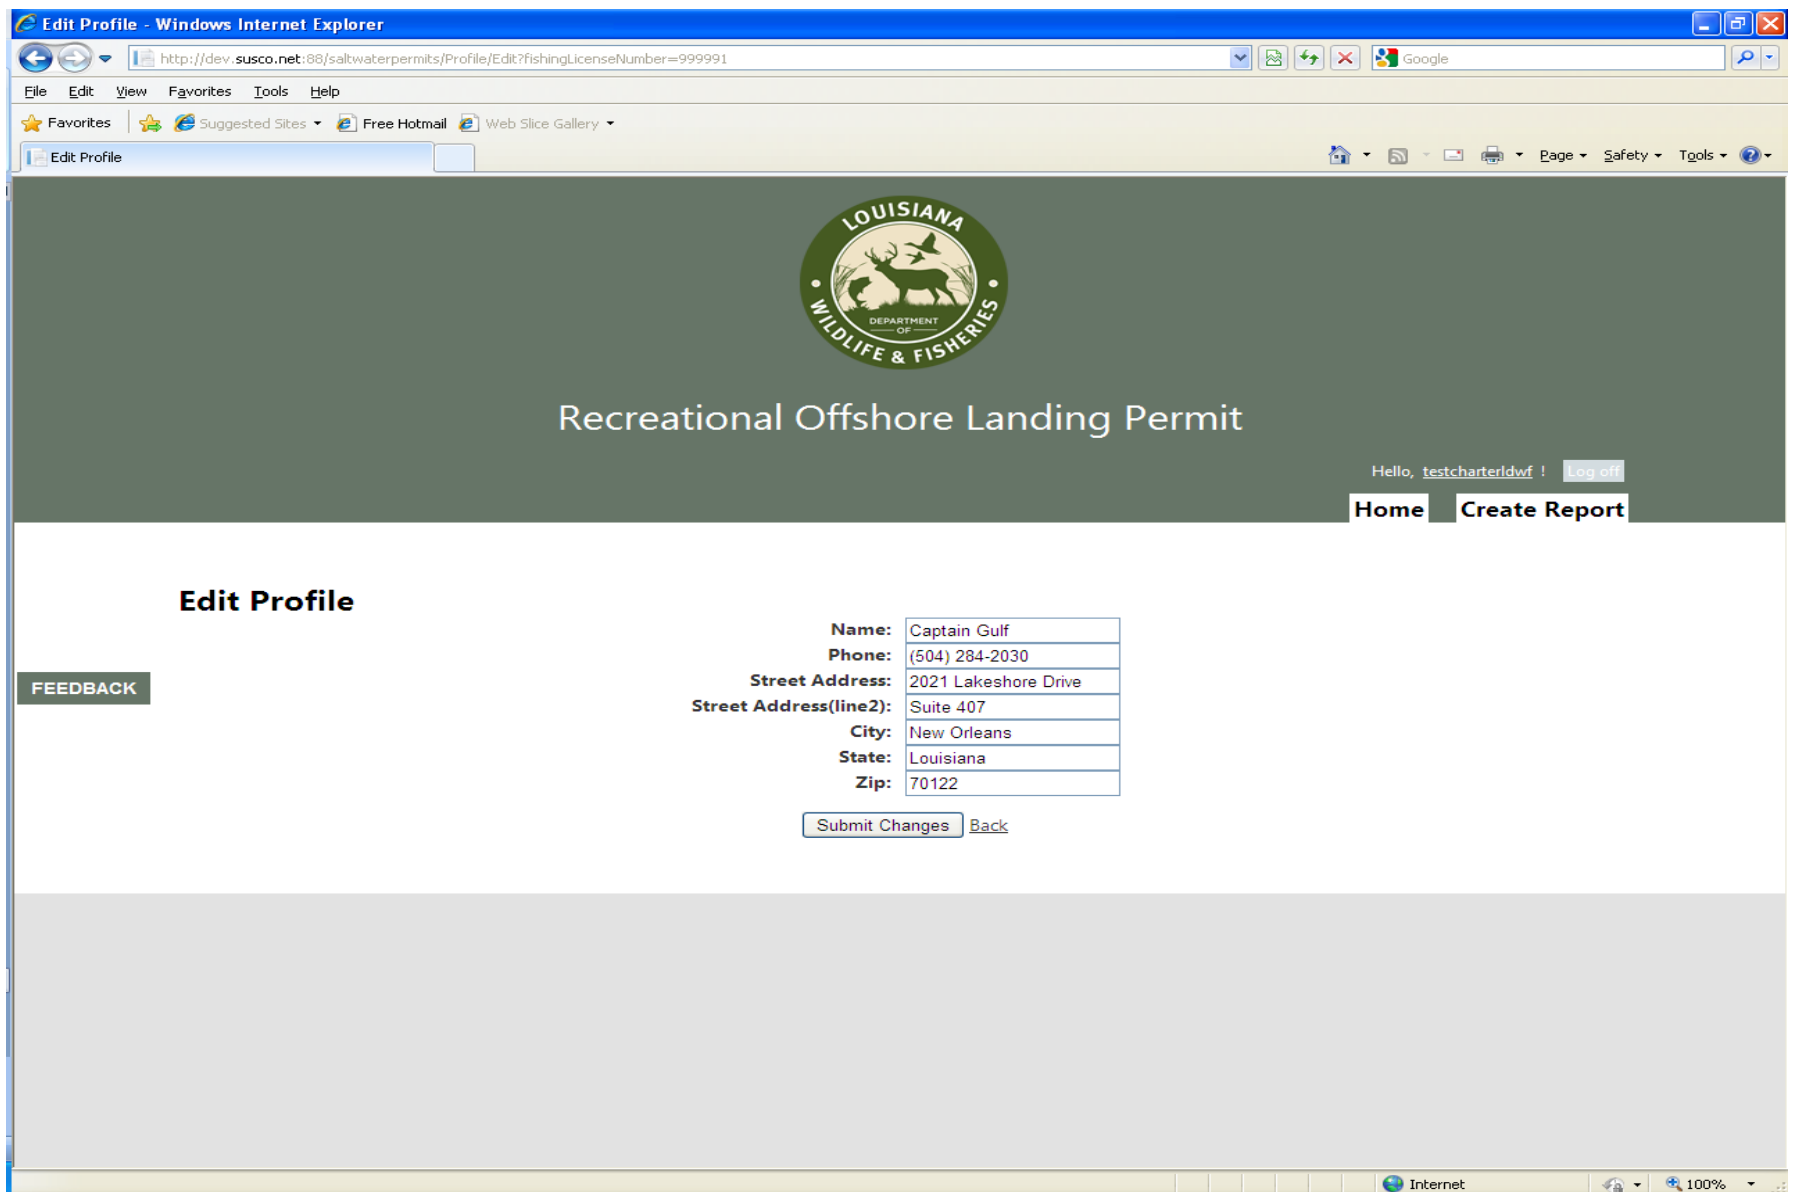 Edit Profile - Windows Internet Explorer
http://dev.susco.net:88/saltwaterpermits/Profile/Edit?fishingLicenseNumber=999991
Google
File Edit View Favorites Tools Help
Favorites Suggested Sites Free Hotmail Web Slice Gallery
Edit Profile
Page Safety Tools
LOUISIANA
DEPARTMENT
OF
WILDLIFE & FISHERIES
Recreational Offshore Landing Permit
Hello, testcharterldwf ! Log off
Home Create Report
Edit Profile
Name: Captain Gulf
Phone: (504) 284-2030
FEEDBACK
Street Address: 2021 Lakeshore Drive
Street Address(line2): Suite 407
City: New Orleans
State: Louisiana
Zip: 70122
Submit Changes Back
Internet 100%